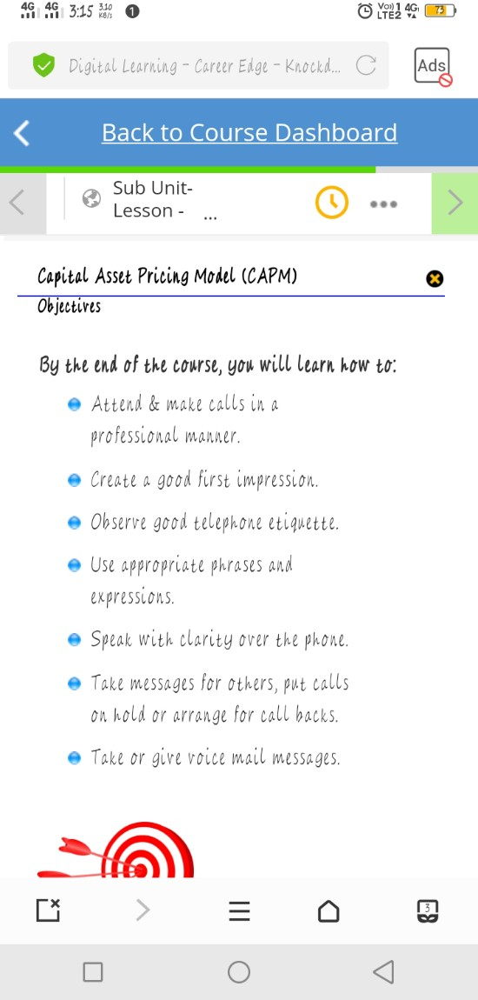 4G 4G 3:15 3.10 KB/s 1 Vo) 1 4G LTE2 73
Digital Learning - Career Edge - Knockd...
Ads
Back to Course Dashboard
Sub Unit-
Lesson - ...
Capital Asset Pricing Model (CAPM)
Objectives
By the end of the course, you will learn how to:
Attend & make calls in a
professional manner.
Create a good first impression.
Observe good telephone etiquette.
Use appropriate phrases and
expressions.
Speak with clarity over the phone.
Take messages for others, put calls
on hold or arrange for call backs.
Take or give voice mail messages.
3